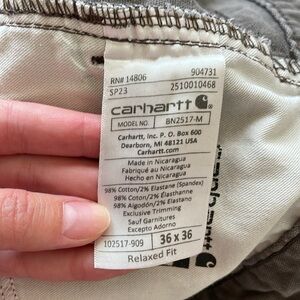 RN# 14806 904731
SP23 2510010468
carhartt
MODEL NO. BN2517-M
Carhartt, Inc. P. O. Box 600
Dearborn, MI 48121 USA
Carhartt.com
Made in Nicaragua
Fabriqué au Nicaragua
Hecho en Nicaragua
98% Cotton/2% Elastane (Spandex)
98% Coton/2% Élasthanne
98% Algodón/2% Elastano
Exclusive Trimming
Sauf Garnitures
Excepto Adorno
102517-909 36 x 36
Relaxed Fit